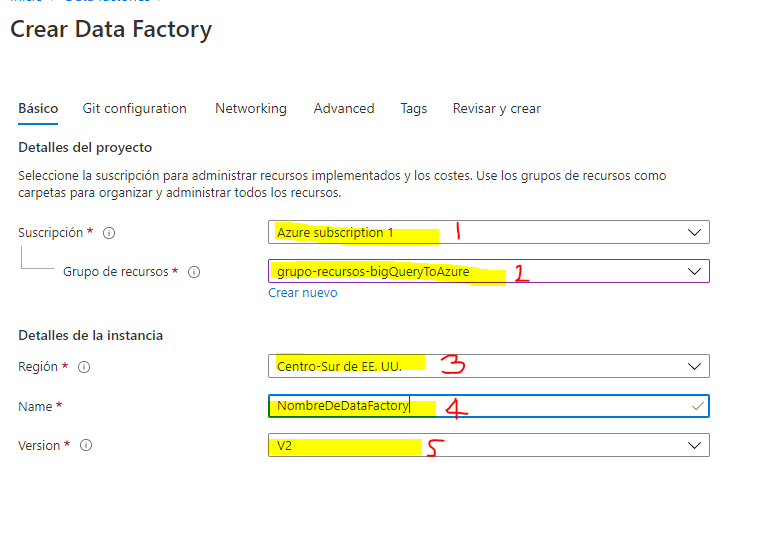 Crear Data Factory
Básico Git configuration Networking Advanced Tags Revisar y crear
Detalles del proyecto
Seleccione la suscripción para administrar recursos implementados y los costes. Use los grupos de recursos como
carpetas para organizar y administrar todos los recursos.
Suscripción * Azure subscription 1 1
Grupo de recursos * grupo-recursos-bigQueryToAzure 2
Crear nuevo
Detalles de la instancia
Región * Centro-Sur de EE. UU. 3
Name * NombreDeDataFactory 4
Version * V2 5